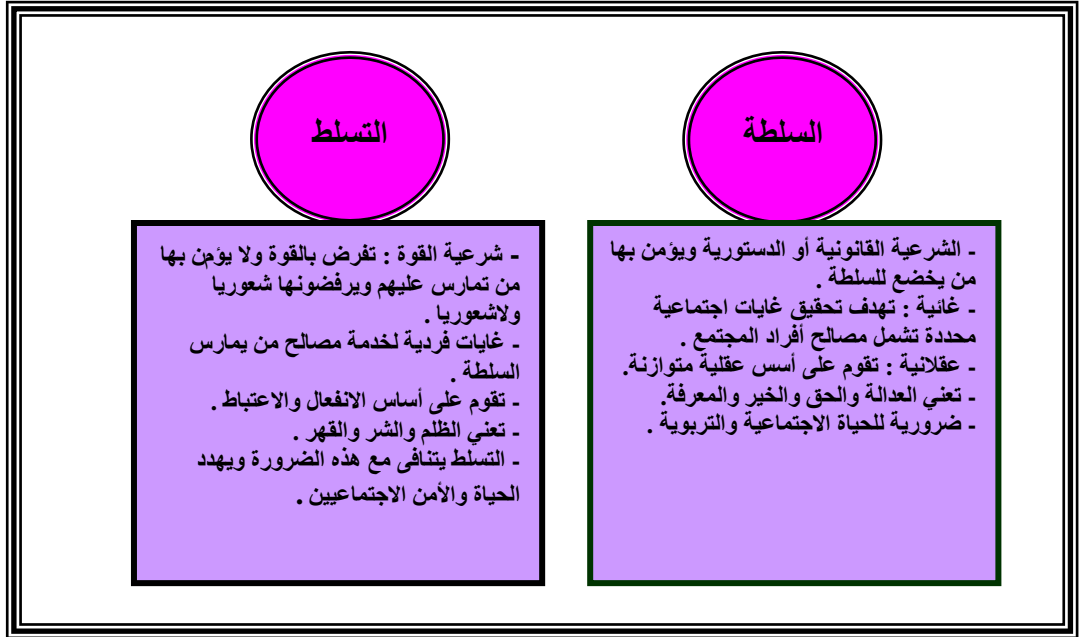 السلطة
- الشرعية القانونية أو الدستورية ويؤمن بها
من يخضع للسلطة .
- غائية : تهدف تحقيق غايات اجتماعية
محددة تشمل مصالح أفراد المجتمع .
- عقلانية : تقوم على أسس عقلية متوازنة.
- تعني العدالة والحق والخير والمعرفة.
- ضرورية للحياة الاجتماعية والتربوية .
التسلط
- شرعية القوة : تفرض بالقوة ولا يؤمن بها
من تمارس عليهم ويرفضونها شعوريا
ولاشعوريا .
- غايات فردية لخدمة مصالح من يمارس
السلطة .
- تقوم على أساس الانفعال والاعتباط .
- تعني الظلم والشر والقهر .
- التسلط يتنافى مع هذه الضرورة ويهدد
الحياة والأمن الاجتماعيين .